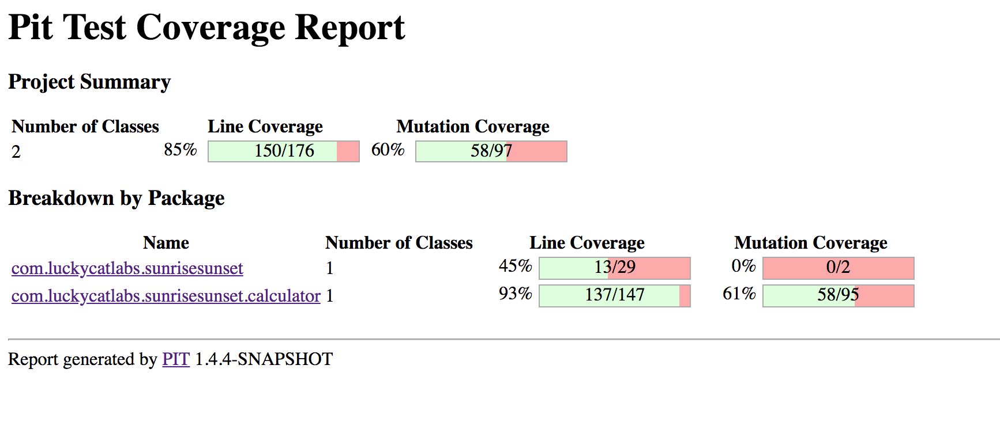 Pit Test Coverage Report
Project Summary
Number of Classes Line Coverage Mutation Coverage
2 85% 150/176 60% 58/97
Breakdown by Package
Name Number of Classes Line Coverage Mutation Coverage
com.luckycatlabs.sunrisesunset 1 45% 13/29 0% 0/2
com.luckycatlabs.sunrisesunset.calculator 1 93% 137/147 61% 58/95
Report generated by PIT 1.4.4-SNAPSHOT